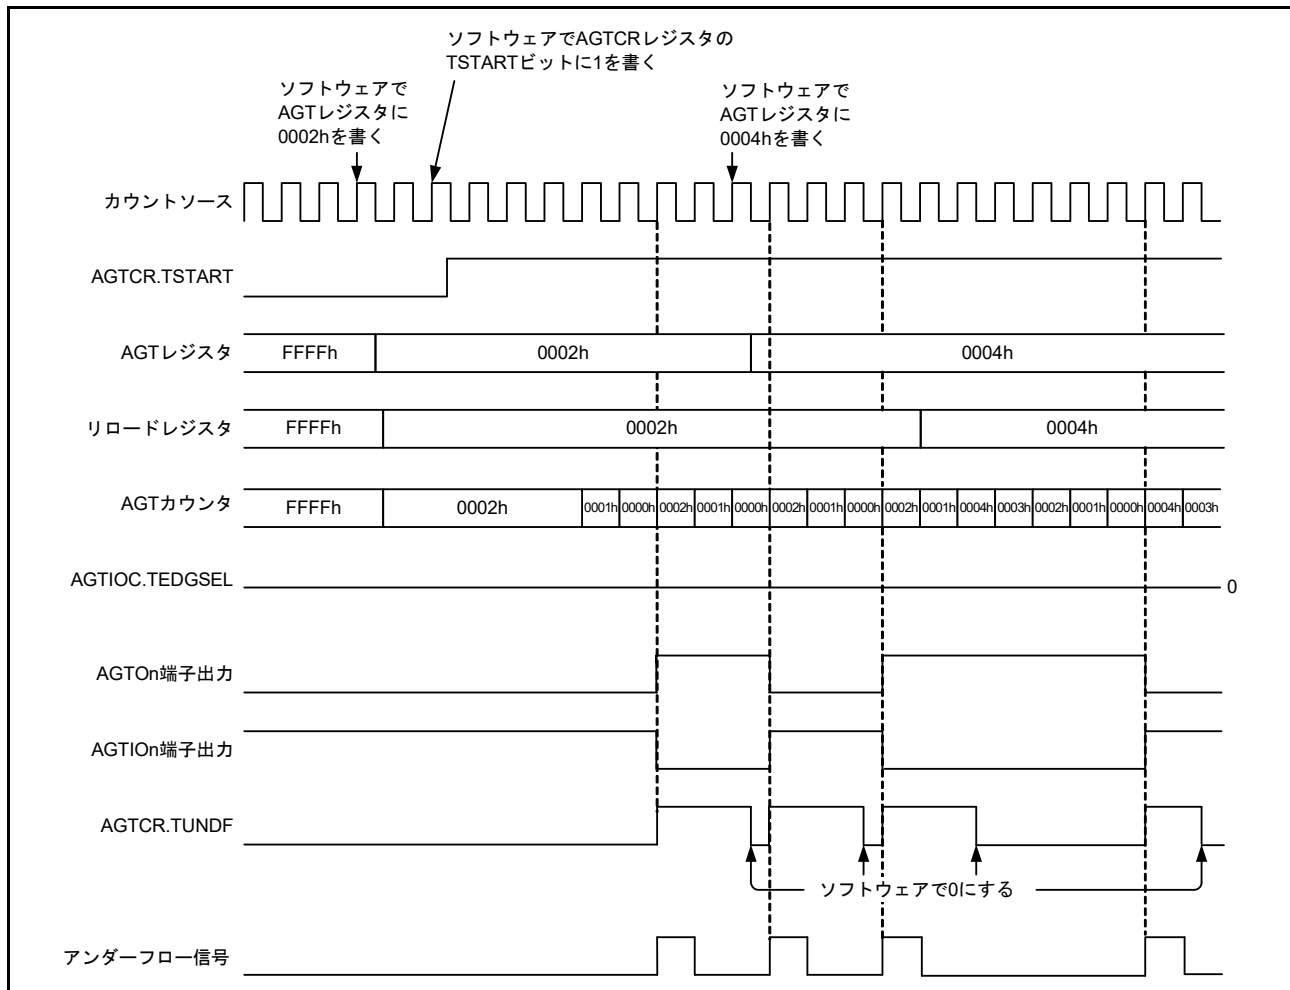 ソフトウェアでAGTCRレジスタの
TSTARTビットに1を書く
ソフトウェアで
AGTレジスタに
0002hを書く
ソフトウェアで
AGTレジスタに
0004hを書く
カウントソース
AGTCR.TSTART
AGTレジスタ FFFFh 0002h 0004h
リロードレジスタ FFFFh 0002h 0004h
AGTカウンタ FFFFh 0002h 0001h 0000h 0002h 0001h 0000h 0002h 0001h 0000h 0002h 0001h 0004h 0003h 0002h 0001h 0000h 0004h 0003h
AGTIOC.TEDGSEL 0
AGTOn端子出力
AGTIOn端子出力
AGTCR.TUNDF
ソフトウェアで0にする
アンダーフロー信号